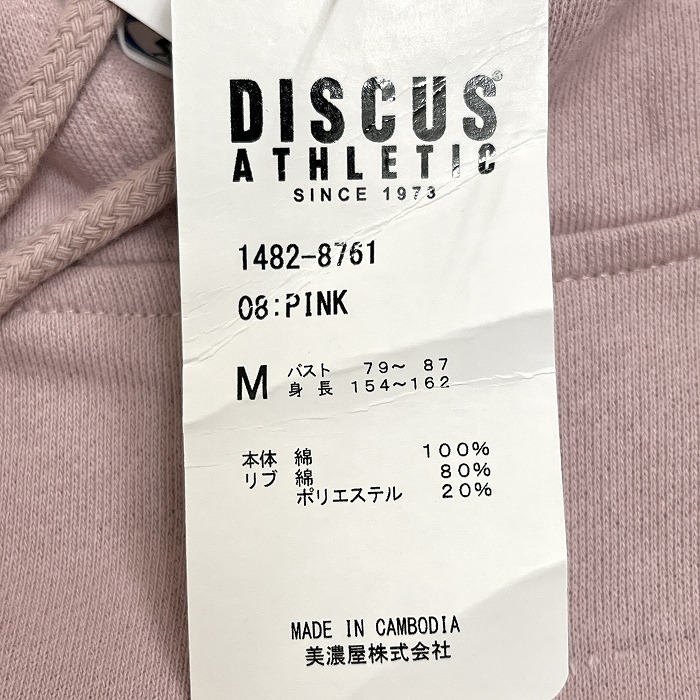 DISCUS®
ATHLETIC
SINCE 1973
1482-8761
08:PINK
M バスト 79～ 87
身長 154～162
本体 綿 100%
リブ 綿 80%
ポリエステル 20%
MADE IN CAMBODIA
美濃屋株式会社